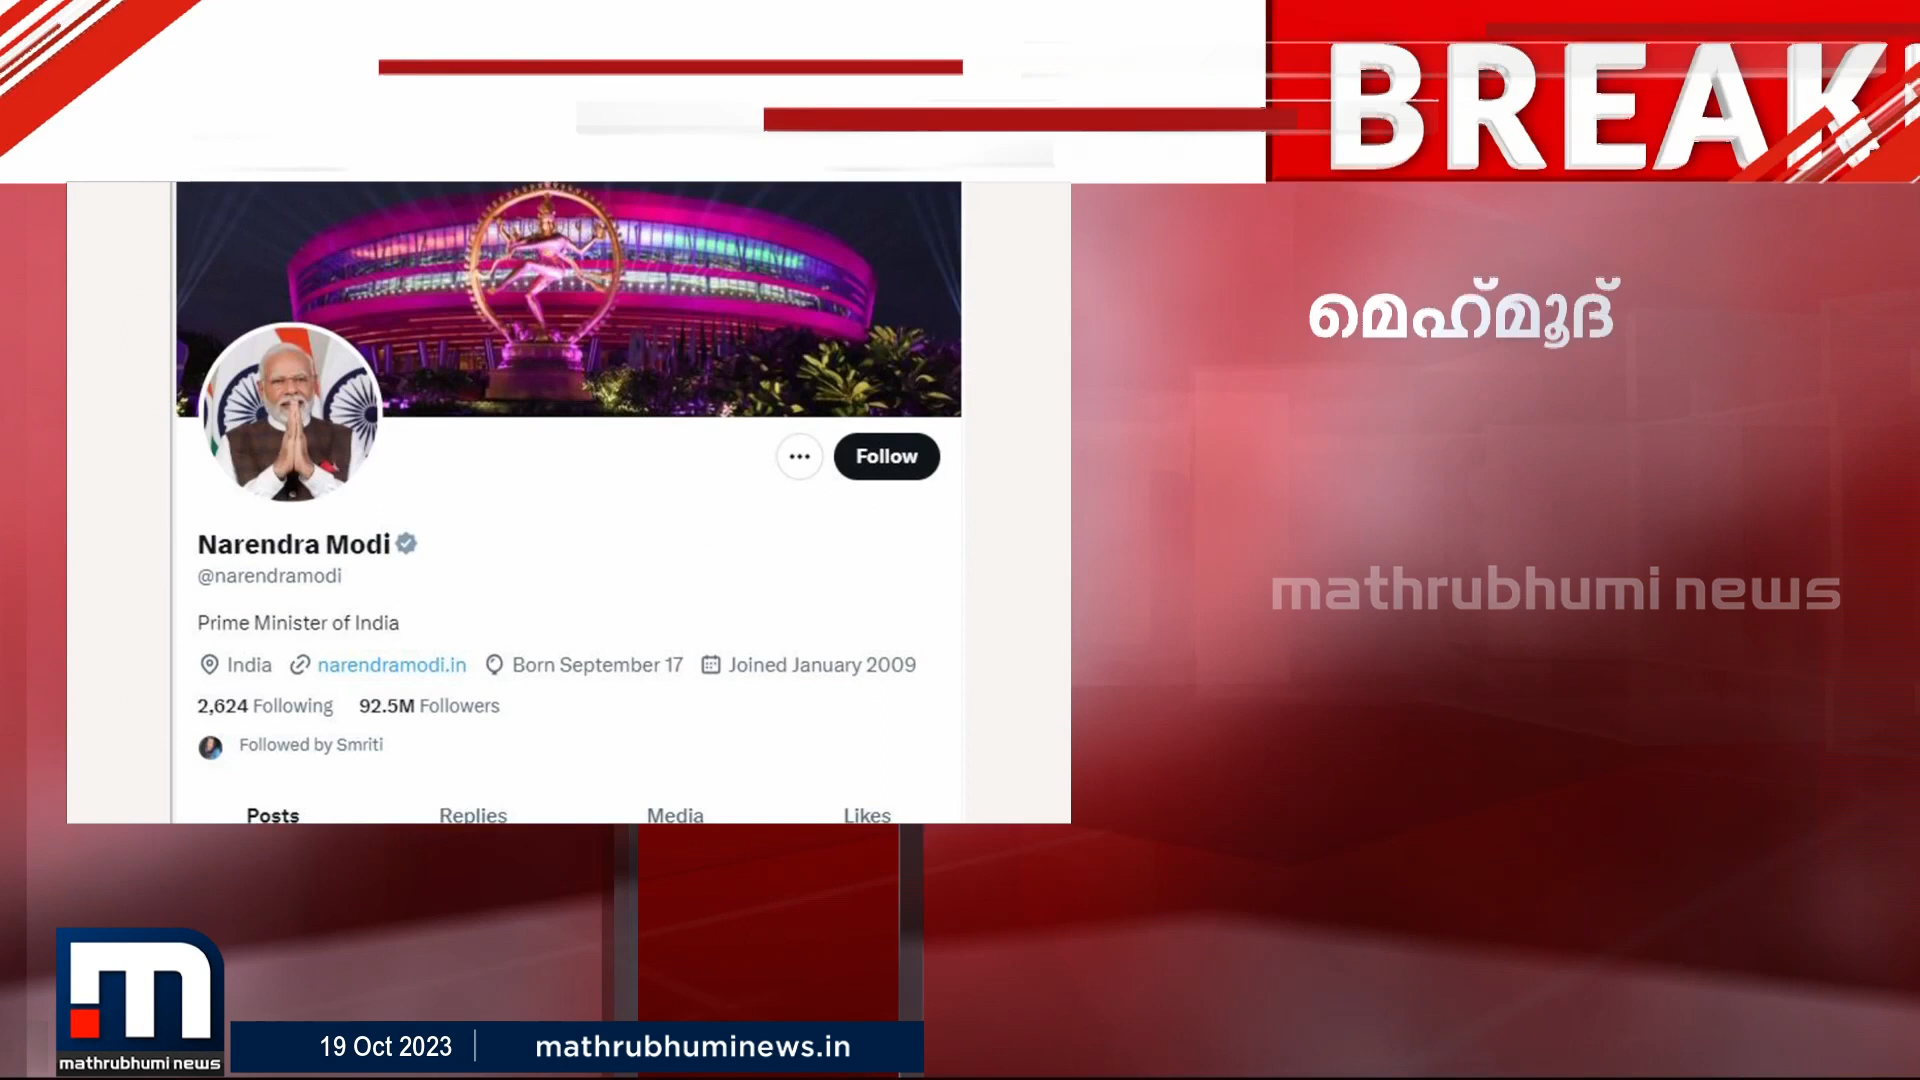 BREAK
മെഹ്മൂദ്
Follow
Narendra Modi
@narendramodi
Prime Minister of India
India narendramodi.in Born September 17 Joined January 2009
2,624 Following 92.5M Followers
Followed by Smriti
Posts Replies Media Likes
mathrubhumi news
mathrubhumi news
19 Oct 2023 mathrubhuminews.in